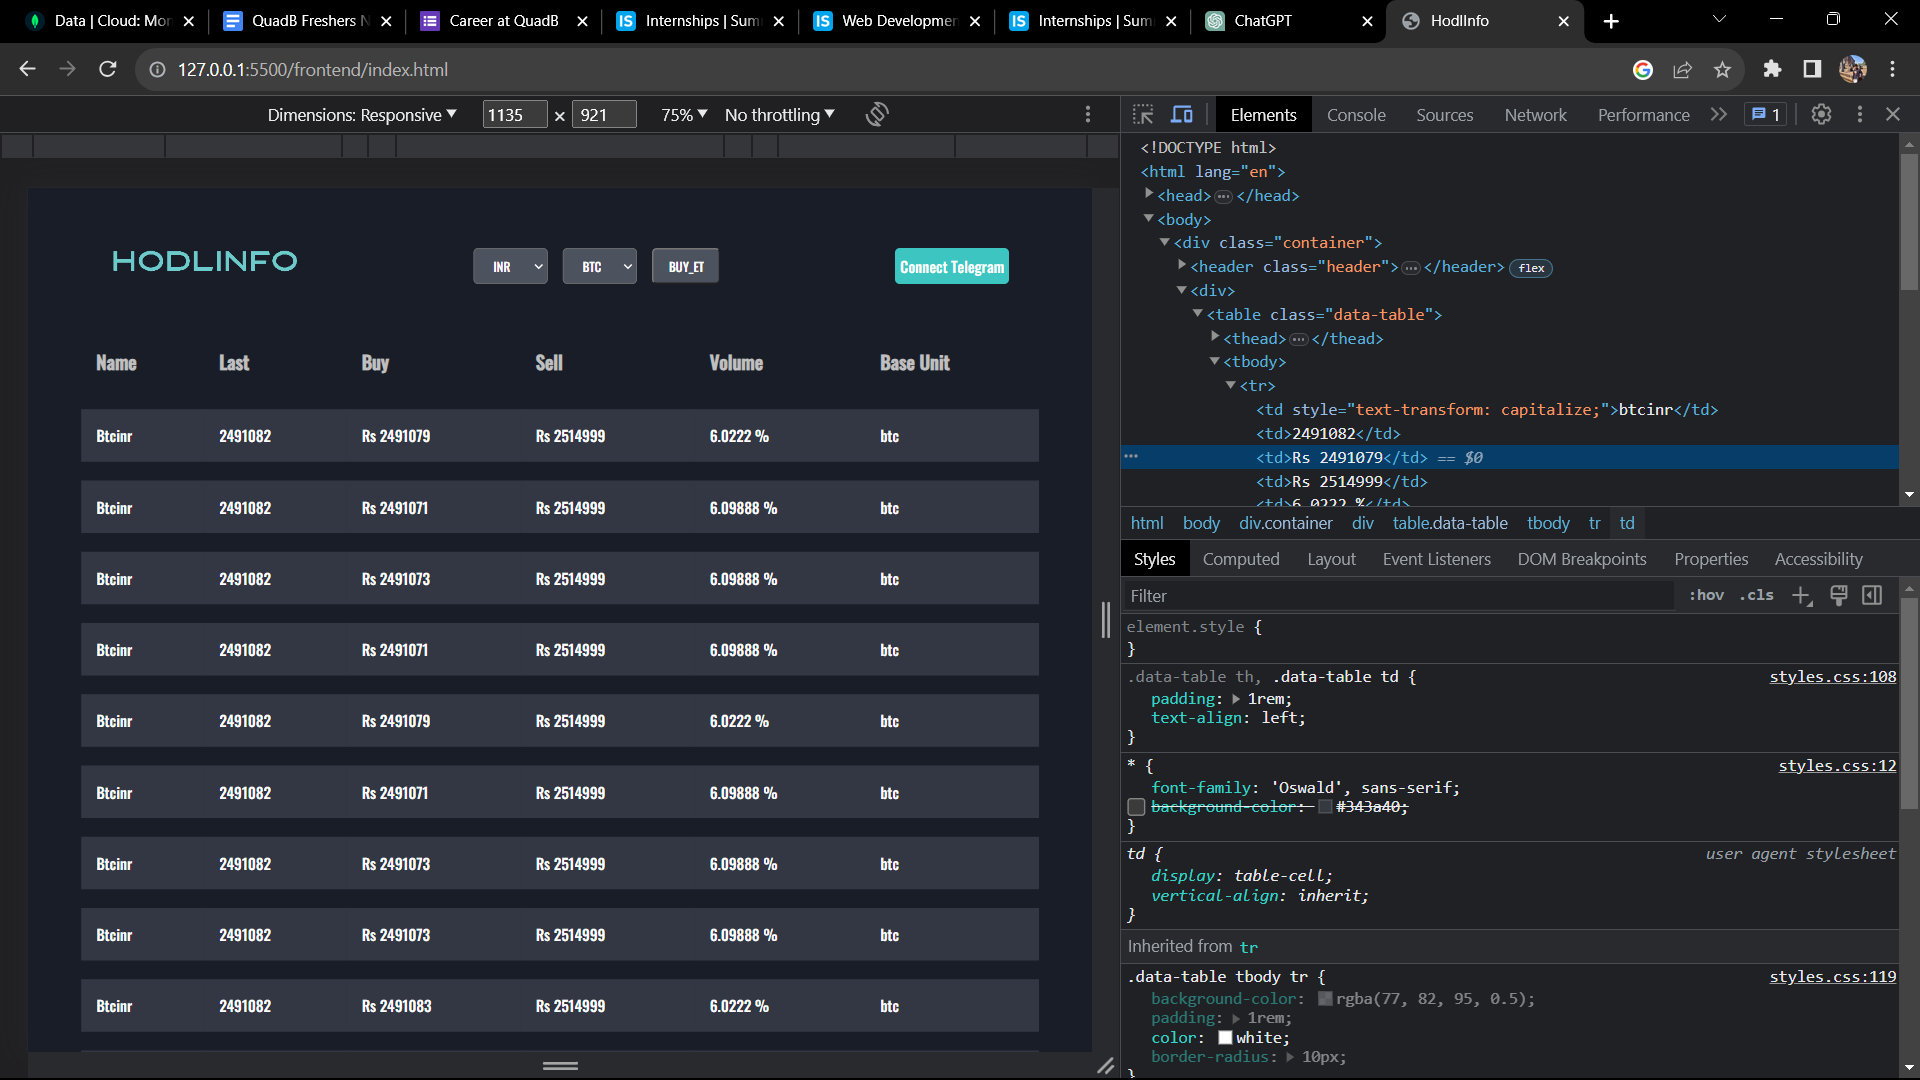 Data | Cloud: Mon
QuadB Freshers N
Career at QuadB
Internships | Sum
Web Developmen
Internships | Sum
ChatGPT
HodlInfo
127.0.0.1:5500/frontend/index.html
Dimensions: Responsive 1135 × 921 75% No throttling
HODLINFO
INR BTC BUY_ET Connect Telegram
Name Last Buy Sell Volume Base Unit
Btcinr 2491082 Rs 2491079 Rs 2514999 6.0222 % btc
Btcinr 2491082 Rs 2491071 Rs 2514999 6.09888 % btc
Btcinr 2491082 Rs 2491073 Rs 2514999 6.09888 % btc
Btcinr 2491082 Rs 2491071 Rs 2514999 6.09888 % btc
Btcinr 2491082 Rs 2491079 Rs 2514999 6.0222 % btc
Btcinr 2491082 Rs 2491071 Rs 2514999 6.09888 % btc
Btcinr 2491082 Rs 2491073 Rs 2514999 6.09888 % btc
Btcinr 2491082 Rs 2491073 Rs 2514999 6.09888 % btc
Btcinr 2491082 Rs 2491083 Rs 2514999 6.0222 % btc
Elements Console Sources Network Performance 1
<!DOCTYPE html>
<html lang="en">
<head>…</head>
<body>
<div class="container">
<header class="header">…</header> flex
<div>
<table class="data-table">
<thead>…</thead>
<tbody>
<tr>
<td style="text-transform: capitalize;">btcinr</td>
<td>2491082</td>
<td>Rs 2491079</td> == $0
<td>Rs 2514999</td>
<td>6.0222 %</td>
html body div.container div table.data-table tbody tr td
Styles Computed Layout Event Listeners DOM Breakpoints Properties Accessibility
Filter :hov .cls
element.style {
}
.data-table th, .data-table td { styles.css:108
padding: 1rem;
text-align: left;
}
* { styles.css:12
font-family: 'Oswald', sans-serif;
background-color: #343a40;
}
td { user agent stylesheet
display: table-cell;
vertical-align: inherit;
}
Inherited from tr
.data-table tbody tr { styles.css:119
background-color: rgba(77, 82, 95, 0.5);
padding: 1rem;
color: white;
border-radius: 10px;
}